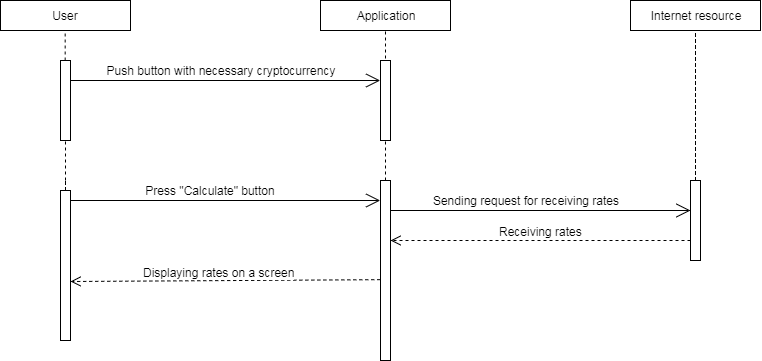 User
Application
Internet resource
Push button with necessary cryptocurrency
Press "Calculate" button
Sending request for receiving rates
Receiving rates
Displaying rates on a screen